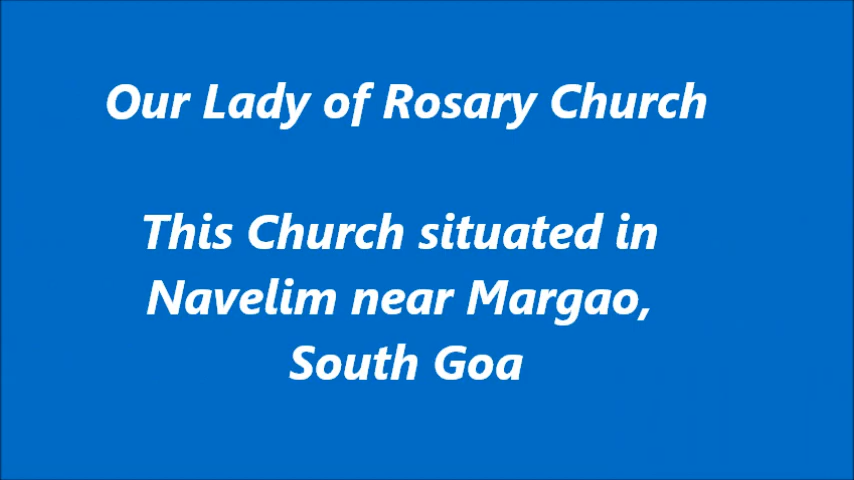 Our Lady of Rosary Church
This Church situated in
Navelim near Margao,
South Goa